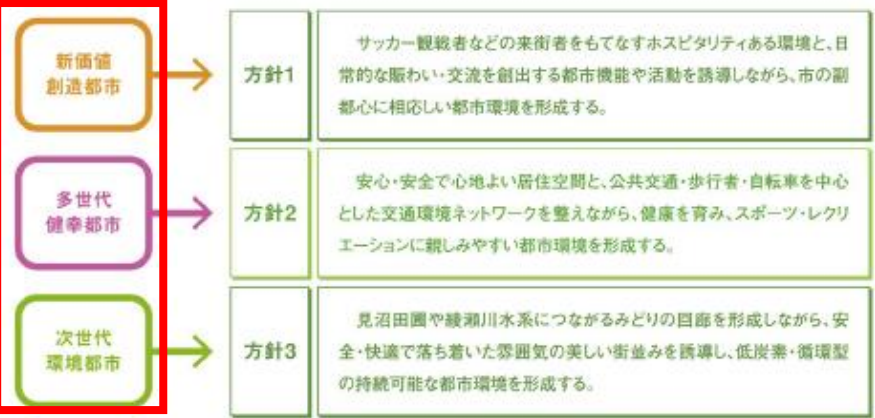 新価値
創造都市
方針1
サッカー観戦者などの来街者をもてなすホスピタリティある環境と、日
常的な賑わい・交流を創出する都市機能や活動を誘導しながら、市の副
都心に相応しい都市環境を形成する。
多世代
健幸都市
方針2
安心・安全で心地よい居住空間と、公共交通・歩行者・自転車を中心
とした交通環境ネットワークを整えながら、健康を育み、スポーツ・レクリ
エーションに親しみやすい都市環境を形成する。
次世代
環境都市
方針3
見沼田圃や綾瀬川水系につながるみどりの回廊を形成しながら、安
全・快適で落ち着いた雰囲気の美しい街並みを誘導し、低炭素・循環型
の持続可能な都市環境を形成する。